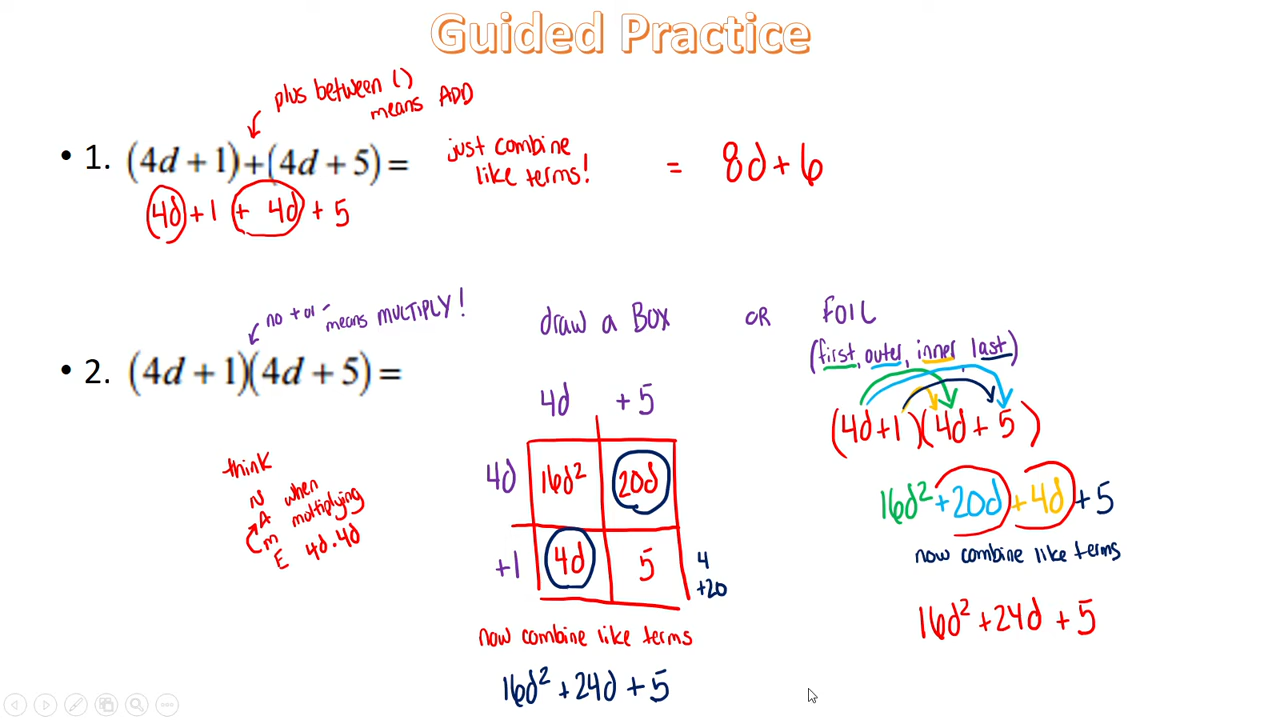 Guided Practice
plus between ( )
means ADD
• 1. (4d + 1)+(4d + 5) =
just combine
like terms!
= 8d + 6
4d + 1 + 4d + 5
no + or -
means MULTIPLY!
draw a Box OR FOIL
(first, outer, inner, last)
• 2. (4d + 1)(4d + 5) =
4d + 5
(4d+1)(4d + 5)
think
N
A
M
E
when
multiplying
4d · 4d
4d 16d² 20d
+1 4d 5
4
+20
now combine like terms
16d² + 24d + 5
16d² + 20d + 4d + 5
now combine like terms
16d² + 24d + 5